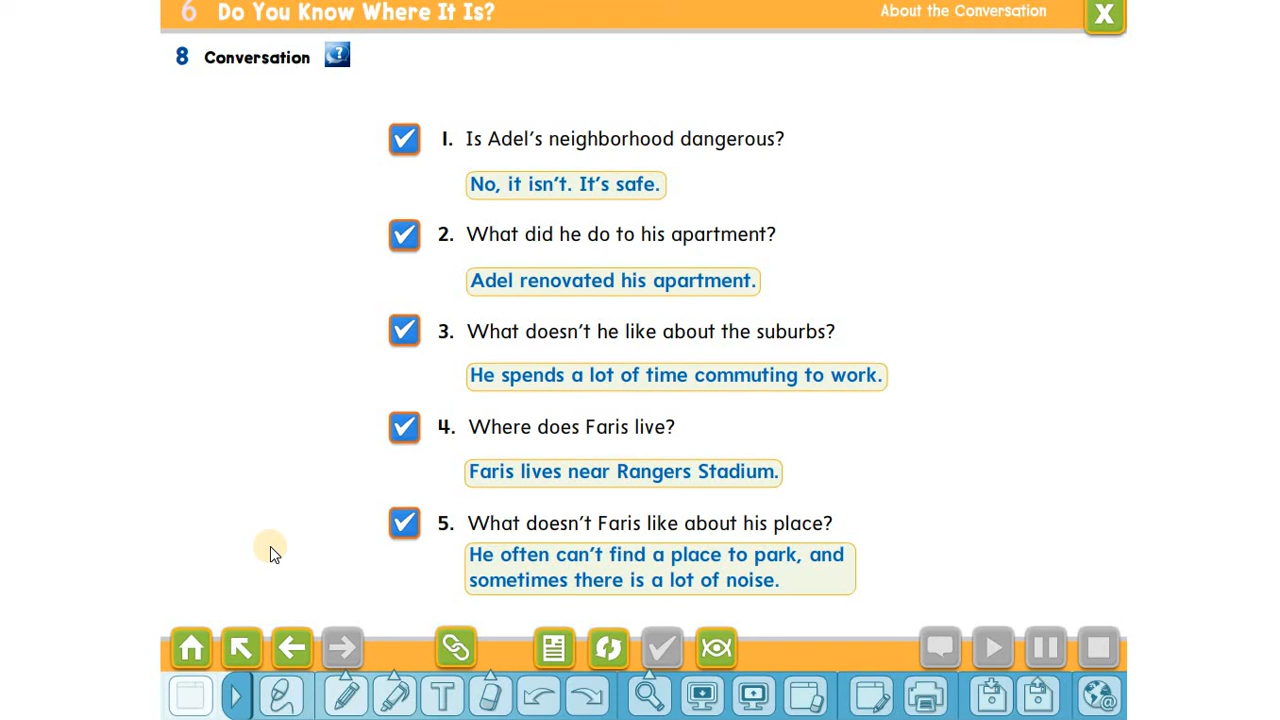 6 Do You Know Where It Is?
About the Conversation
X
8 Conversation
?
1. Is Adel's neighborhood dangerous?
No, it isn't. It's safe.
2. What did he do to his apartment?
Adel renovated his apartment.
3. What doesn't he like about the suburbs?
He spends a lot of time commuting to work.
4. Where does Faris live?
Faris lives near Rangers Stadium.
5. What doesn't Faris like about his place?
He often can't find a place to park, and
sometimes there is a lot of noise.
T
@